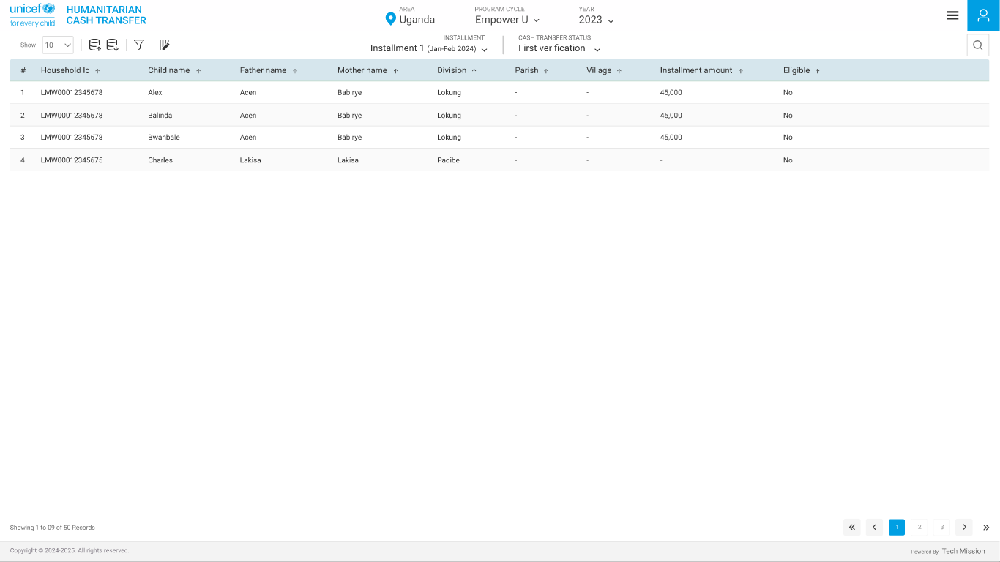 unicef
for every child
HUMANITARIAN
CASH TRANSFER
AREA
Uganda
PROGRAM CYCLE
Empower U
YEAR
2023
Show 10
INSTALLMENT
Installment 1 (Jan-Feb 2024)
CASH TRANSFER STATUS
First verification
# Household Id Child name Father name Mother name Division Parish Village Installment amount Eligible
1 LMW00012345678 Alex Acen Babirye Lokung - - 45,000 No
2 LMW00012345678 Balinda Acen Babirye Lokung - - 45,000 No
3 LMW00012345678 Bwanbale Acen Babirye Lokung - - 45,000 No
4 LMW00012345675 Charles Lakisa Lakisa Padibe - - - No
Showing 1 to 09 of 50 Records
1 2 3
Copyright © 2024-2025. All rights reserved.
Powered By iTech Mission